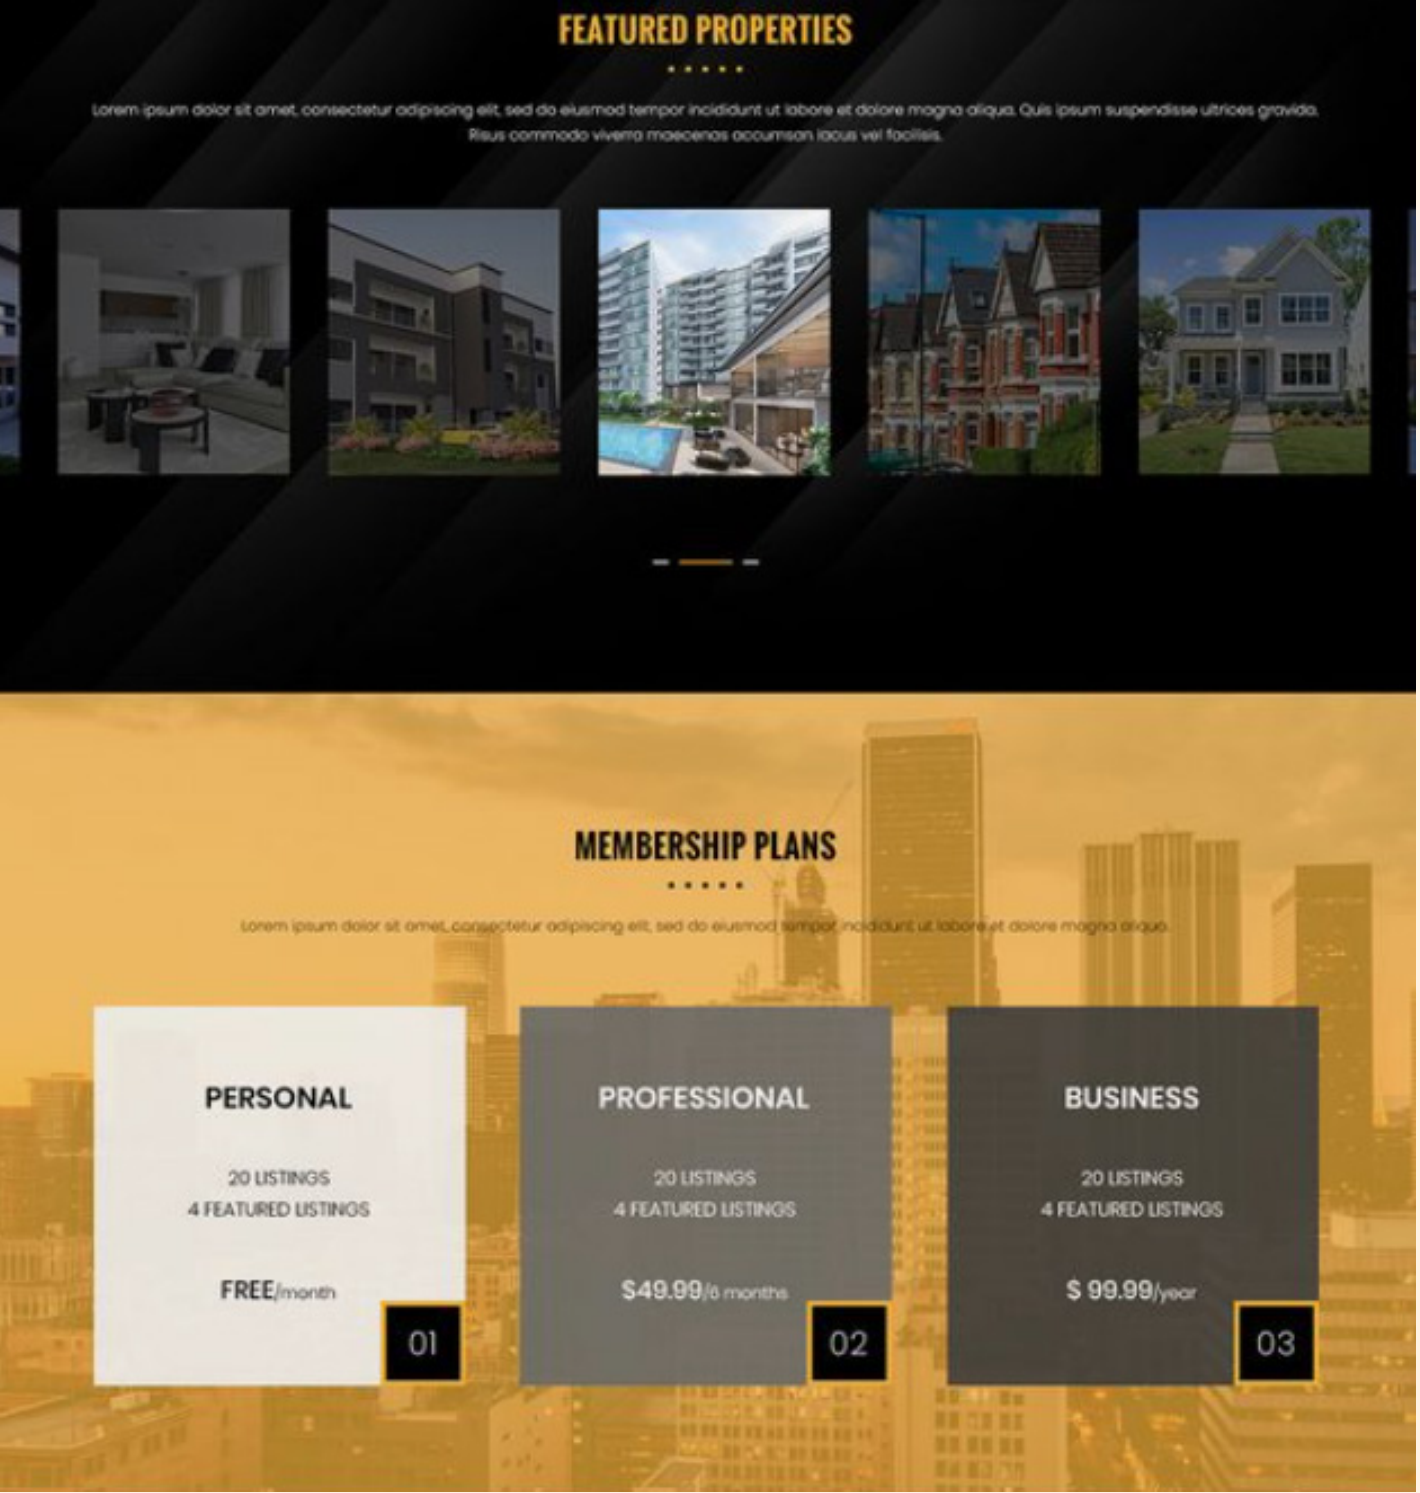 FEATURED PROPERTIES
Lorem ipsum dolor sit amet, consectetur adipiscing elit, sed do eiusmod tempor incididunt ut labore et dolore magna aliqua. Quis ipsum suspendisse ultrices gravida.
Risus commodo viverra maecenas accumsan lacus vel facilisis.
MEMBERSHIP PLANS
Lorem ipsum dolor sit amet, consectetur adipiscing elit, sed do eiusmod tempor incididunt ut labore et dolore magna aliqua.
PERSONAL
20 LISTINGS
4 FEATURED LISTINGS
FREE/month
01
PROFESSIONAL
20 LISTINGS
4 FEATURED LISTINGS
$49.99/6 months
02
BUSINESS
20 LISTINGS
4 FEATURED LISTINGS
$ 99.99/year
03